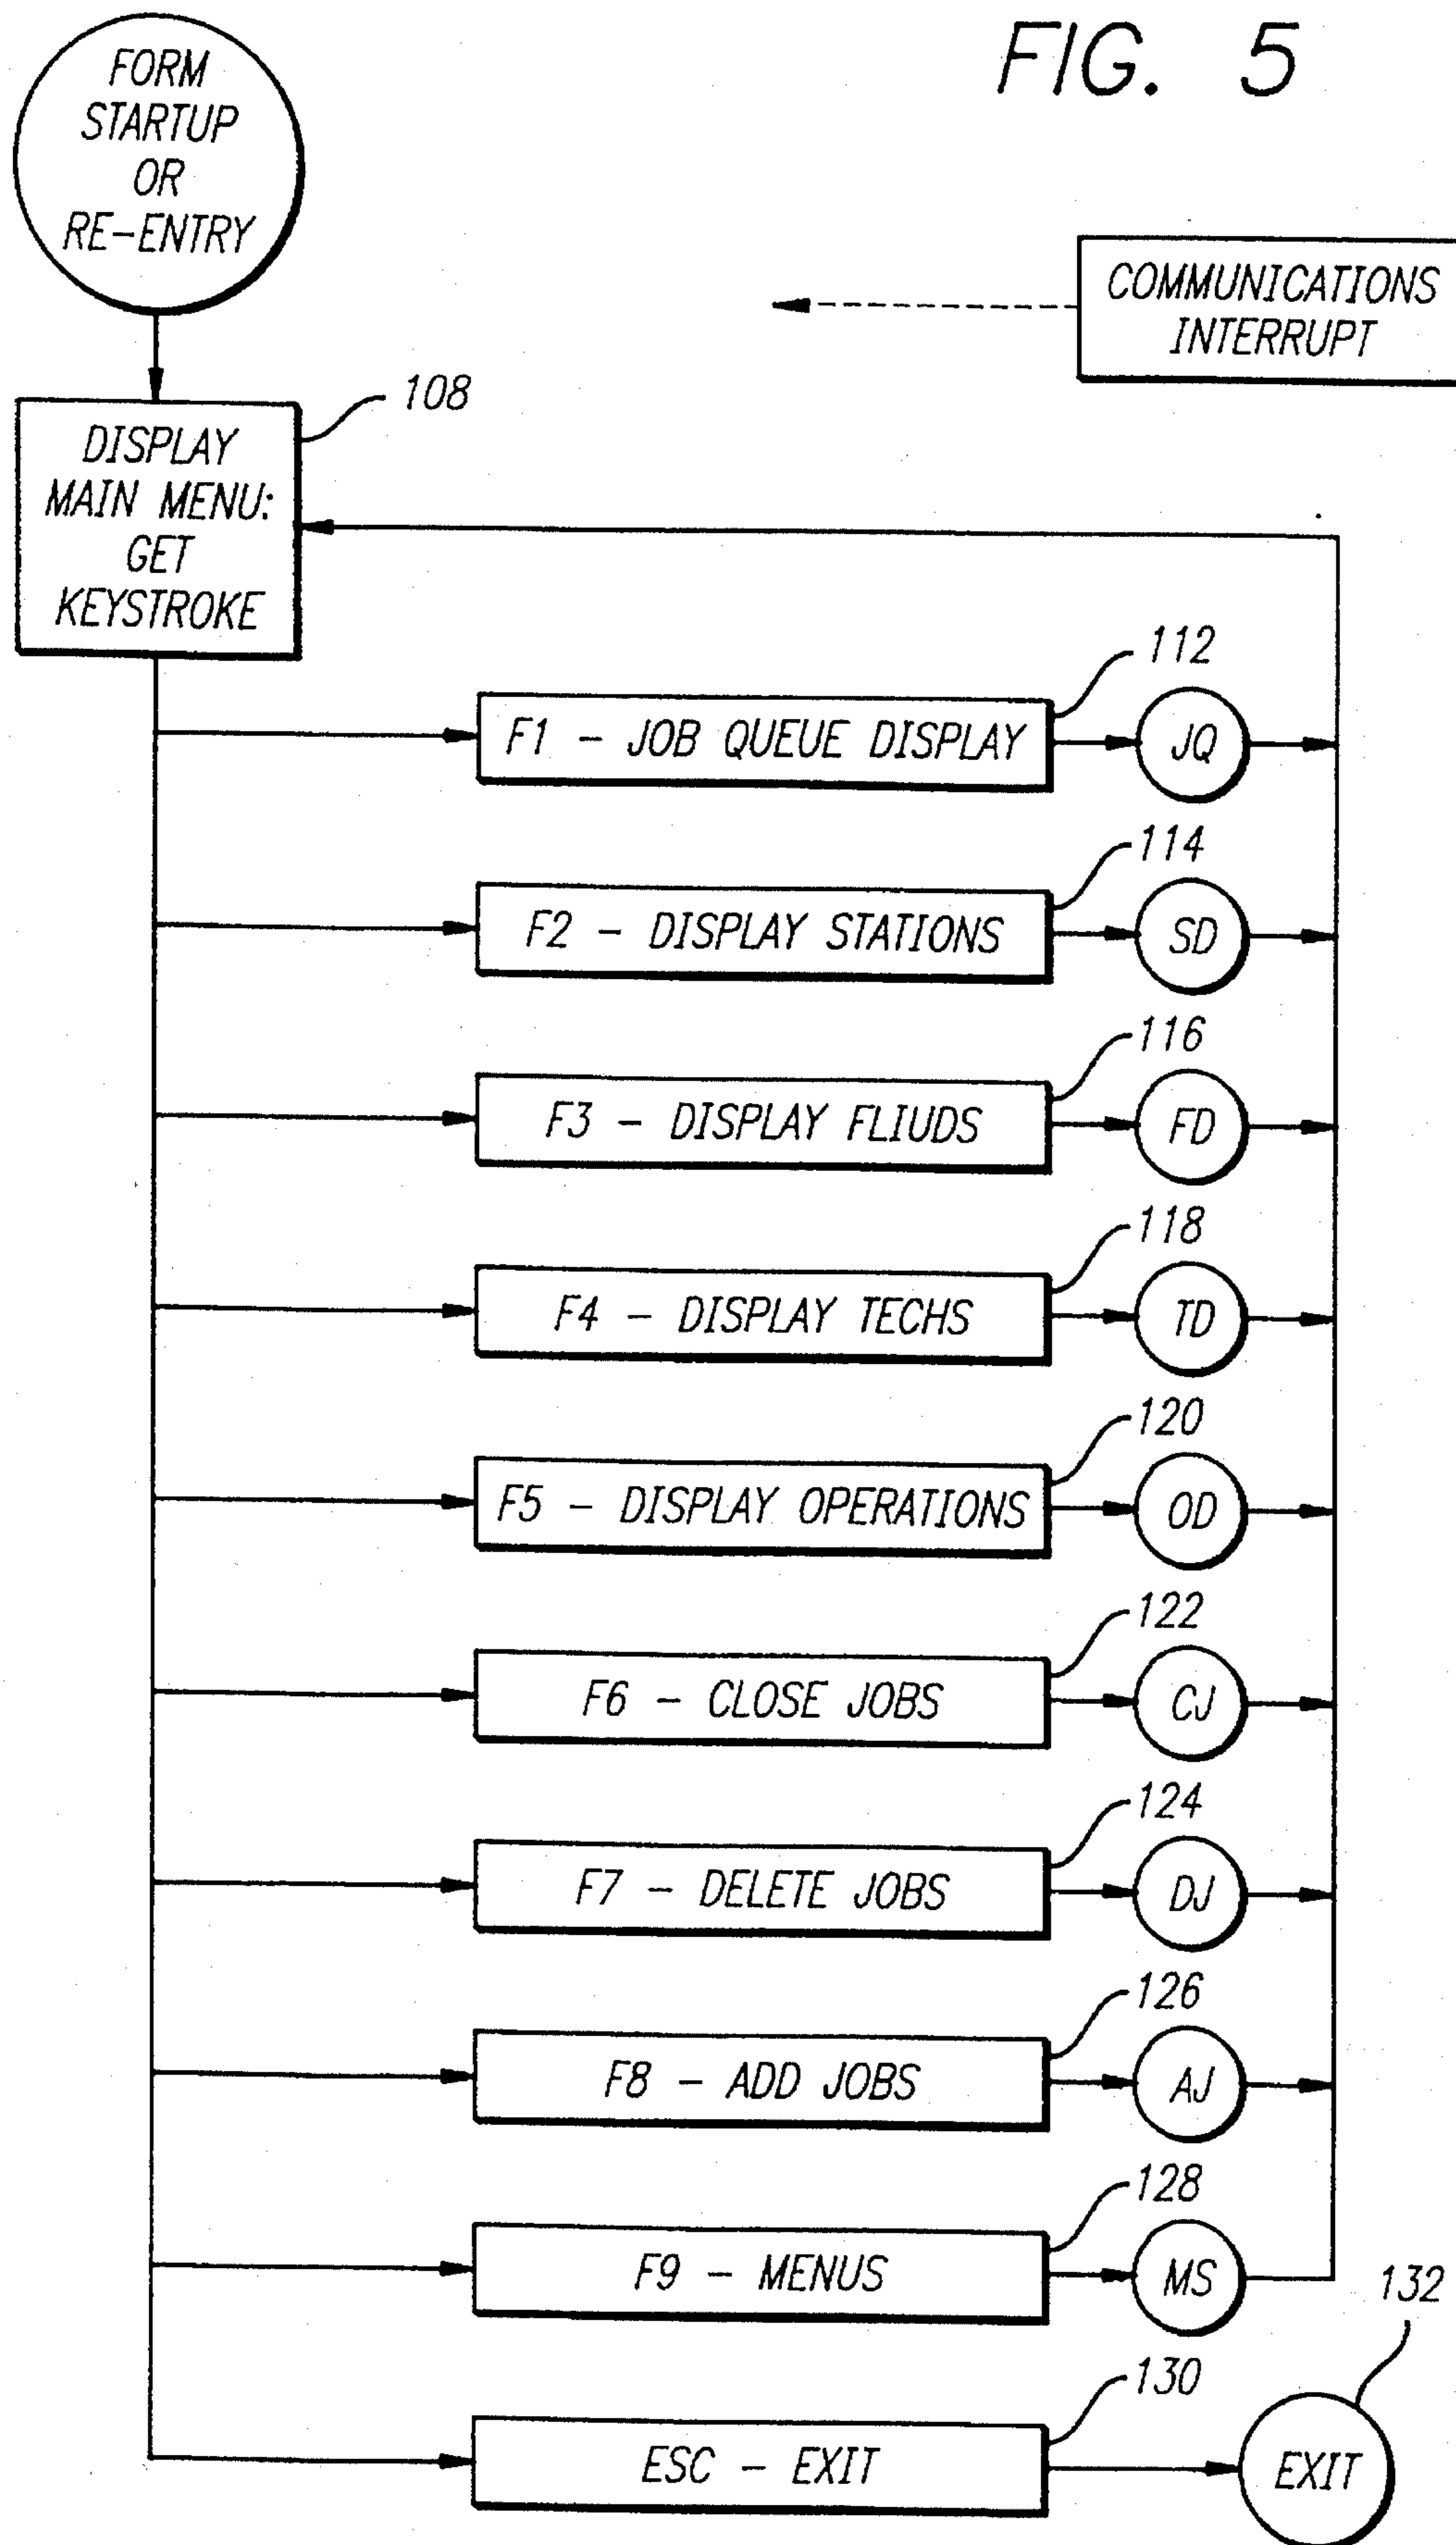 FIG. 5
FORM
STARTUP
OR
RE-ENTRY
COMMUNICATIONS
INTERRUPT
108
DISPLAY
MAIN MENU:
GET
KEYSTROKE
112
F1 - JOB QUEUE DISPLAY
JQ
114
F2 - DISPLAY STATIONS
SD
116
F3 - DISPLAY FLIUDS
FD
118
F4 - DISPLAY TECHS
TD
120
F5 - DISPLAY OPERATIONS
OD
122
F6 - CLOSE JOBS
CJ
124
F7 - DELETE JOBS
DJ
126
F8 - ADD JOBS
AJ
128
F9 - MENUS
MS
132
130
ESC - EXIT
EXIT